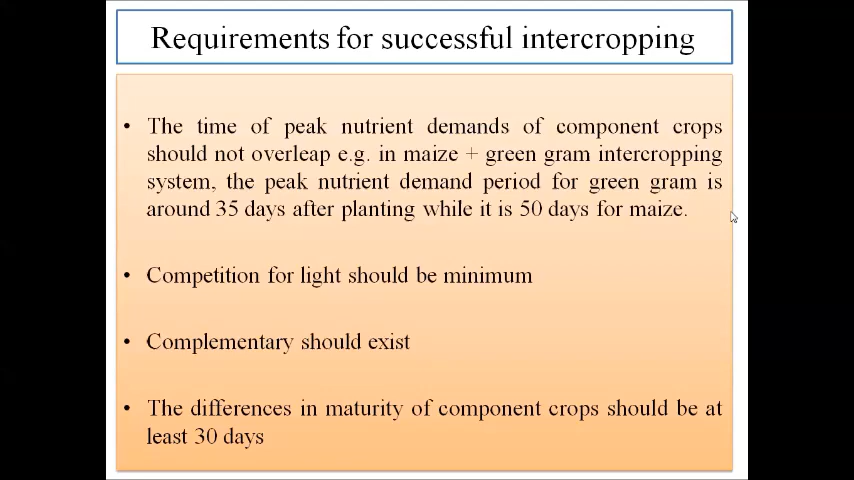 Requirements for successful intercropping
• The time of peak nutrient demands of component crops
should not overleap e.g. in maize + green gram intercropping
system, the peak nutrient demand period for green gram is
around 35 days after planting while it is 50 days for maize.
• Competition for light should be minimum
• Complementary should exist
• The differences in maturity of component crops should be at
least 30 days